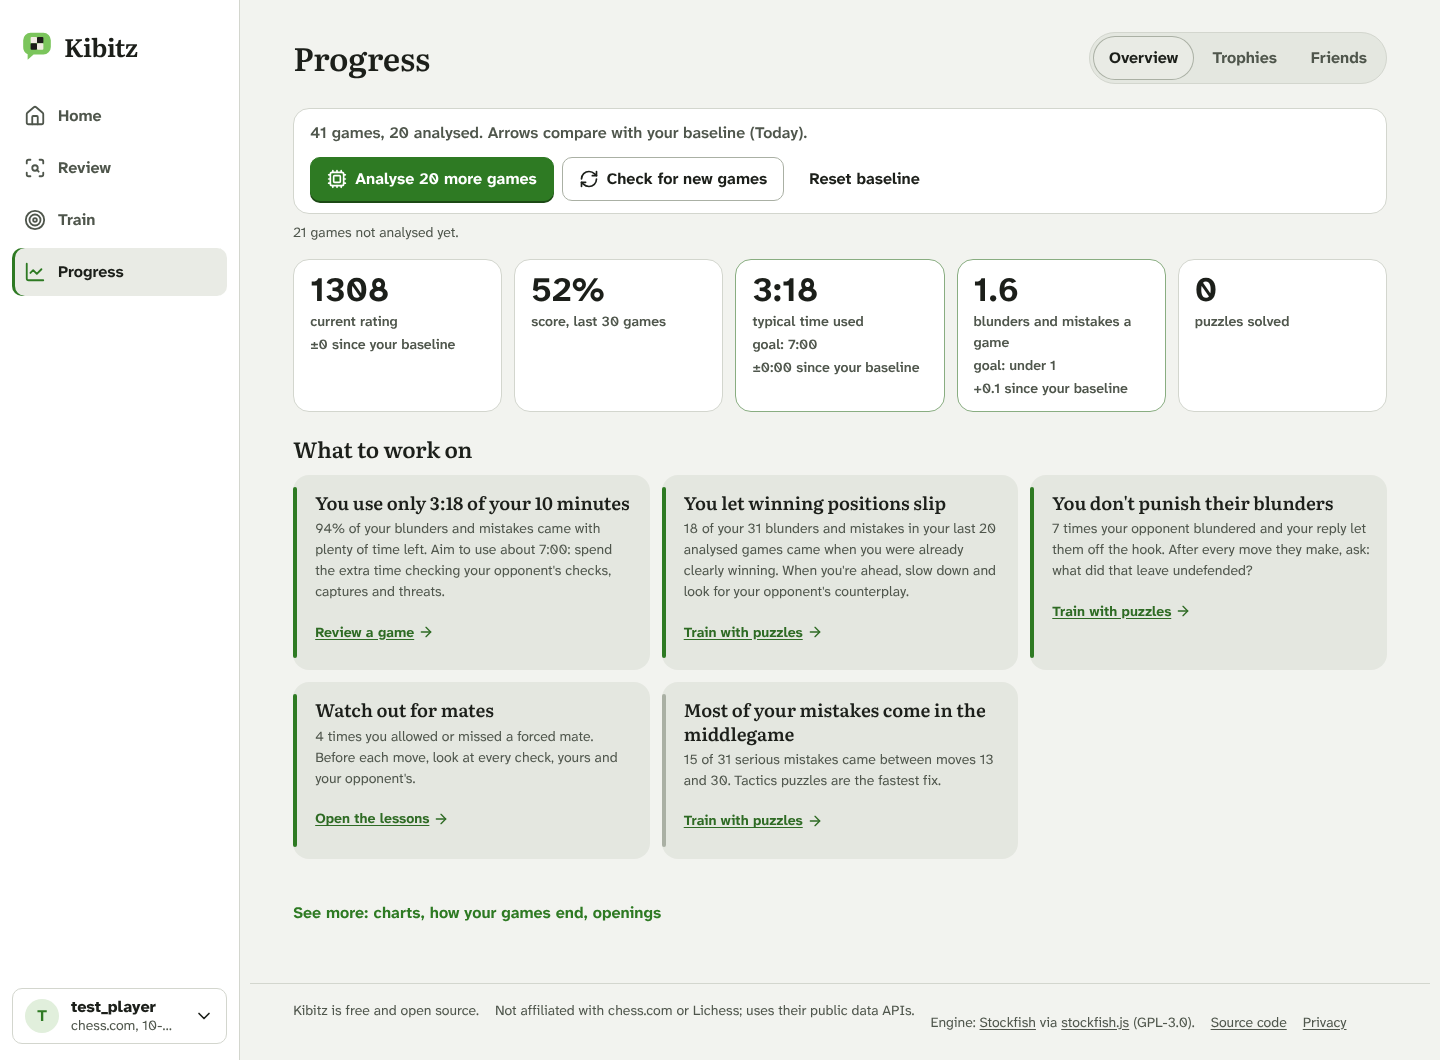 Kibitz
Home
Review
Train
Progress
test_player
chess.com, 10-...
Progress
Overview
Trophies
Friends
41 games, 20 analysed. Arrows compare with your baseline (Today).
Analyse 20 more games
Check for new games
Reset baseline
21 games not analysed yet.
1308
current rating
±0 since your baseline
52%
score, last 30 games
3:18
typical time used
goal: 7:00
±0:00 since your baseline
1.6
blunders and mistakes a
game
goal: under 1
+0.1 since your baseline
0
puzzles solved
What to work on
You use only 3:18 of your 10 minutes
94% of your blunders and mistakes came with
plenty of time left. Aim to use about 7:00: spend
the extra time checking your opponent's checks,
captures and threats.
Review a game →
You let winning positions slip
18 of your 31 blunders and mistakes in your last 20
analysed games came when you were already
clearly winning. When you're ahead, slow down and
look for your opponent's counterplay.
Train with puzzles →
You don't punish their blunders
7 times your opponent blundered and your reply let
them off the hook. After every move they make, ask:
what did that leave undefended?
Train with puzzles →
Watch out for mates
4 times you allowed or missed a forced mate.
Before each move, look at every check, yours and
your opponent's.
Open the lessons →
Most of your mistakes come in the
middlegame
15 of 31 serious mistakes came between moves 13
and 30. Tactics puzzles are the fastest fix.
Train with puzzles →
See more: charts, how your games end, openings
Kibitz is free and open source.
Not affiliated with chess.com or Lichess; uses their public data APIs.
Engine: Stockfish via stockfish.js (GPL-3.0).
Source code
Privacy
T